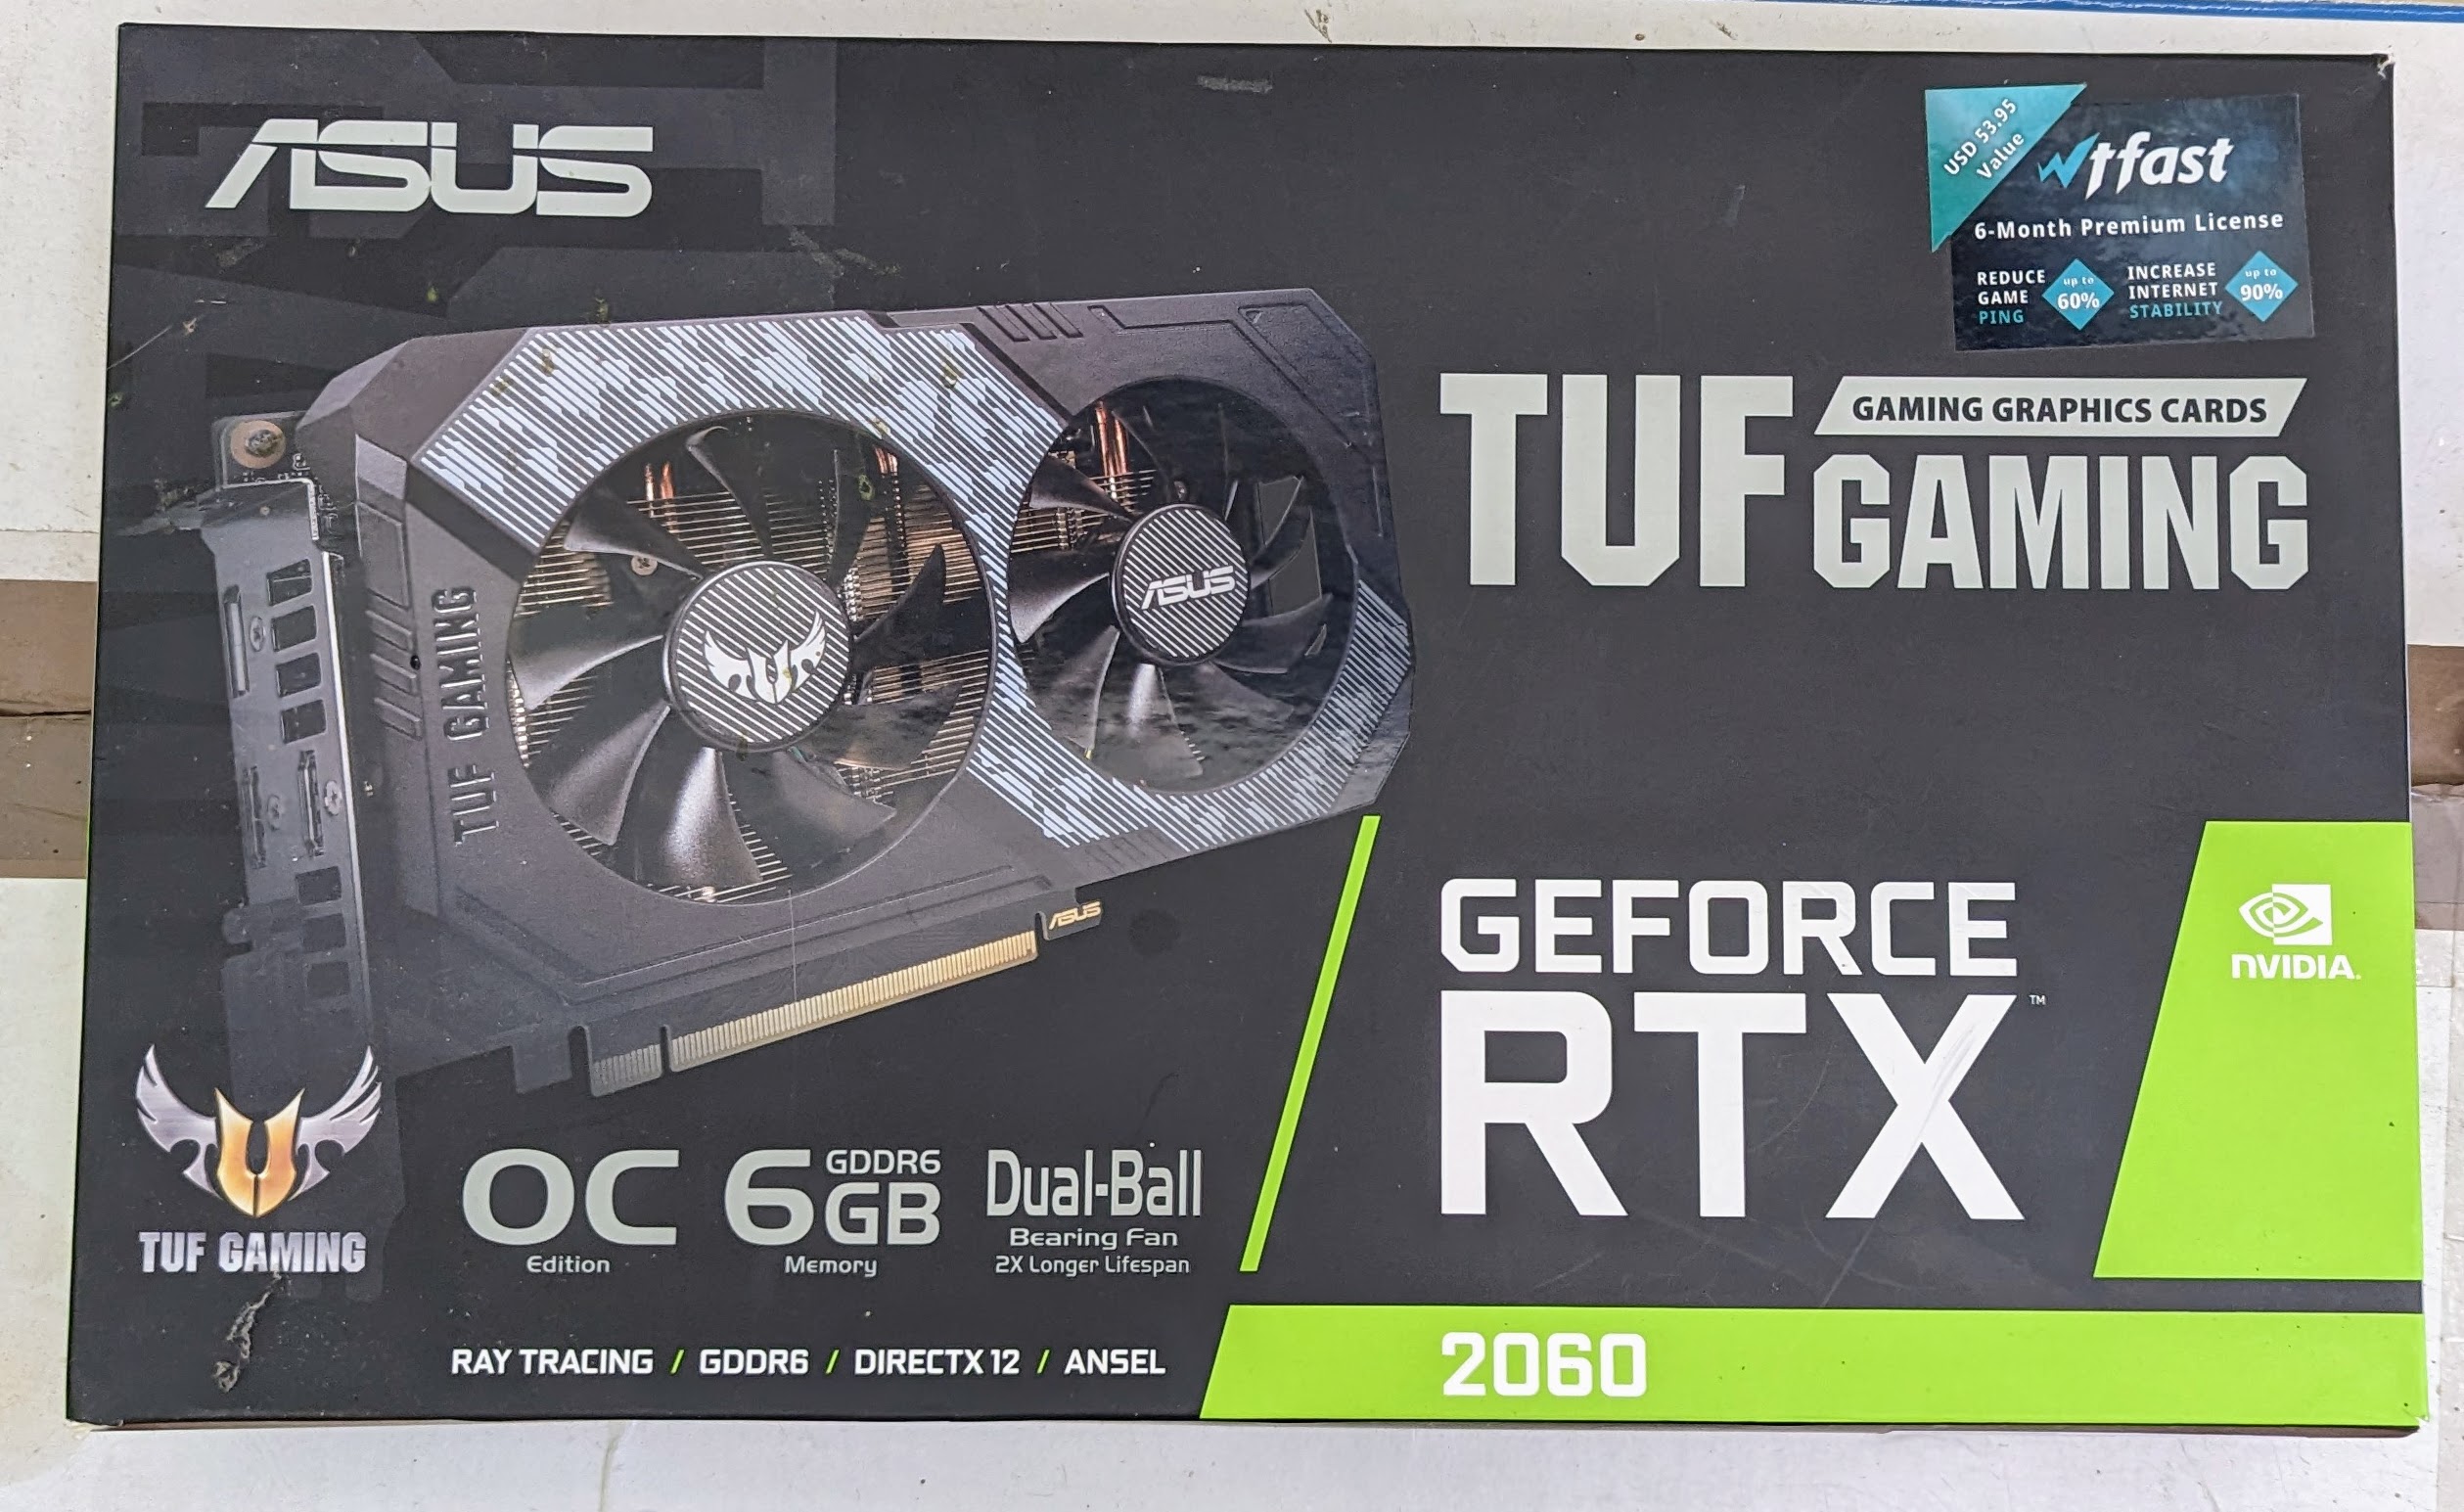 ASUS
USD 53.95
Value
wtfast
6-Month Premium License
REDUCE
GAME
PING
up to
60%
INCREASE
INTERNET
STABILITY
up to
90%
TUF GAMING
ASUS
ASUS
TUF
GAMING GRAPHICS CARDS
GAMING
GEFORCE
RTX™
NVIDIA.
TUF GAMING
OC
Edition
6 GDDR6
GB
Memory
Dual-Ball
Bearing Fan
2X Longer Lifespan
RAY TRACING / GDDR6 / DIRECTX 12 / ANSEL
2060